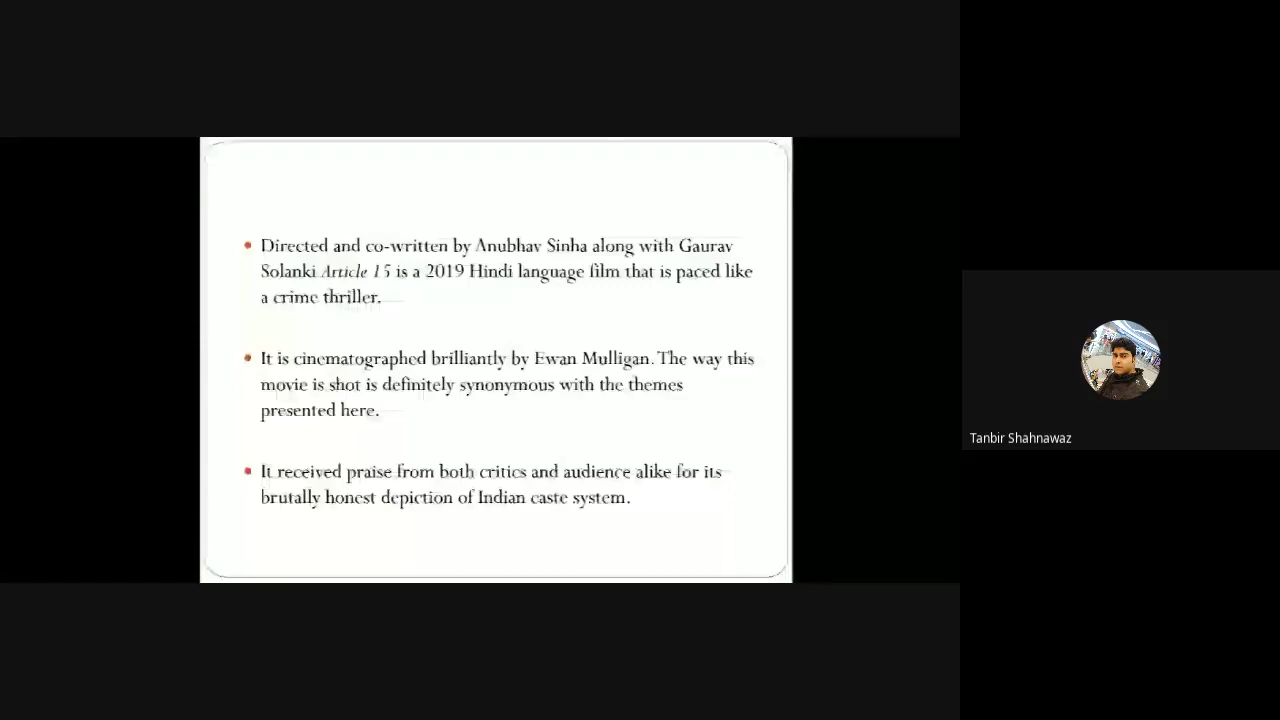 Directed and co-written by Anubhav Sinha along with Gaurav
Solanki Article 15 is a 2019 Hindi language film that is paced like
a crime thriller.
It is cinematographed brilliantly by Ewan Mulligan. The way this
movie is shot is definitely synonymous with the themes
presented here.
It received praise from both critics and audience alike for its
brutally honest depiction of Indian caste system.
Tanbir Shahnawaz